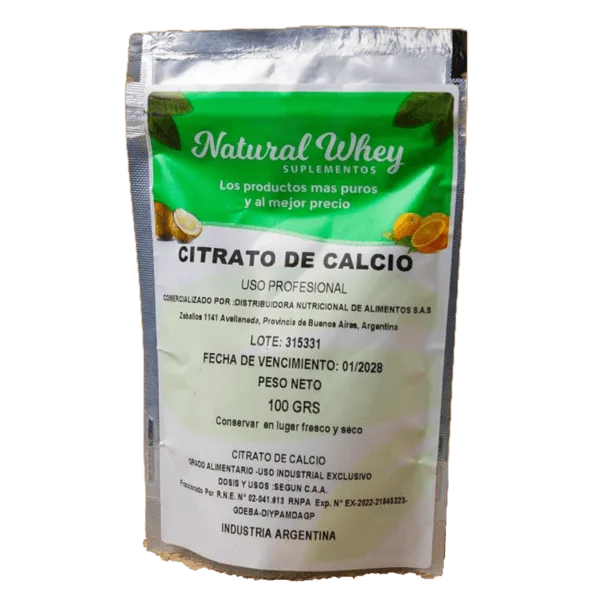 Natural Whey
SUPLEMENTOS
Los productos mas puros
y al mejor precio
CITRATO DE CALCIO
USO PROFESIONAL
COMERCIALIZADO POR :DISTRIBUIDORA NUTRICIONAL DE ALIMENTOS S.A.S
Zeballos 1141 Avellaneda, Provincia de Buenos Aires, Argentina
LOTE: 315331
FECHA DE VENCIMIENTO: 01/2028
PESO NETO
100 GRS
Conservar en lugar fresco y seco
CITRATO DE CALCIO
GRADO ALIMENTARIO -USO INDUSTRIAL EXCLUSIVO
DOSIS Y USOS :SEGUN C.A.A.
Fraccionado Por R.N.E. N° 02-041.613 RNPA Exp. N° EX-2022-21845323-
GDEBA-DIYPAMDAGP
INDUSTRIA ARGENTINA